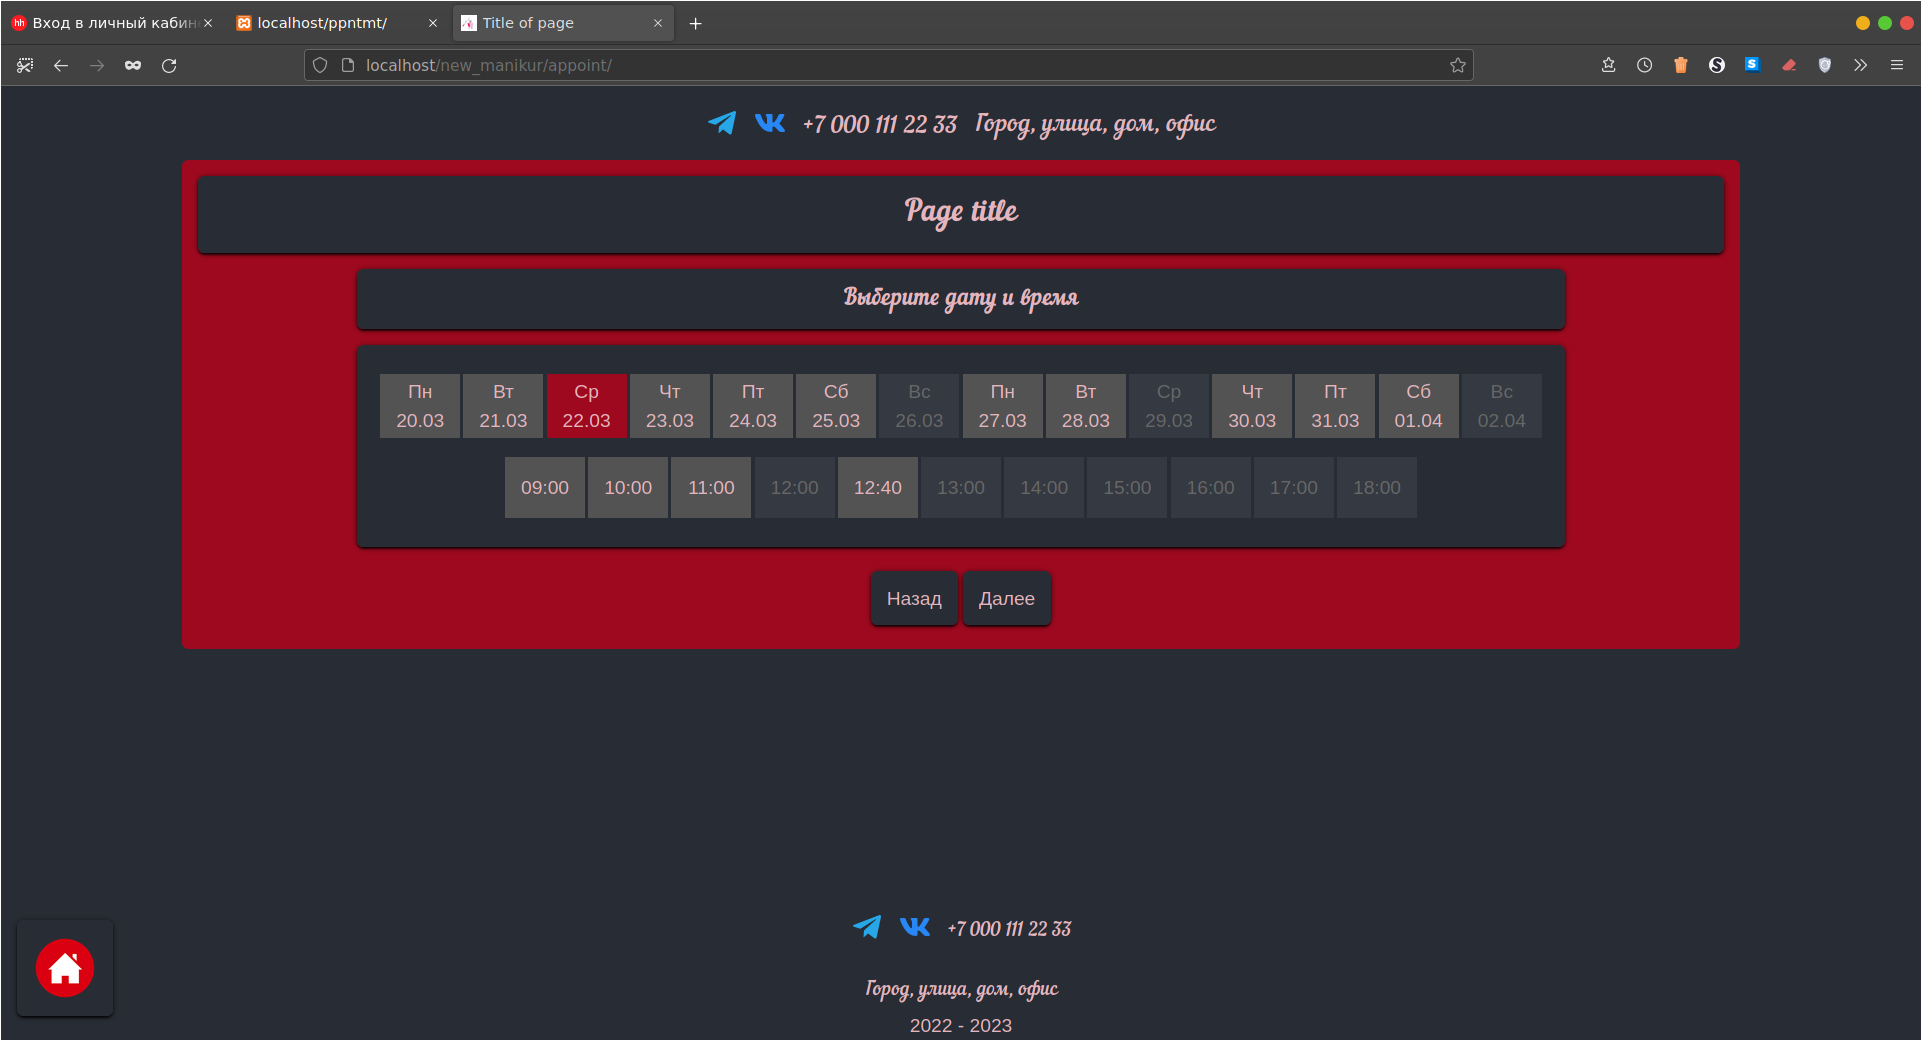 Вход в личный кабин
localhost/ppntmt/
Title of page
localhost/new_manikur/appoint/
+7 000 111 22 33 Город, улица, дом, офис
Page title
Выберите дату и время
Пн Вт Ср Чт Пт Сб Вс Пн Вт Ср Чт Пт Сб Вс
20.03 21.03 22.03 23.03 24.03 25.03 26.03 27.03 28.03 29.03 30.03 31.03 01.04 02.04
09:00 10:00 11:00 12:00 12:40 13:00 14:00 15:00 16:00 17:00 18:00
Назад Далее
+7 000 111 22 33
Город, улица, дом, офис
2022 - 2023